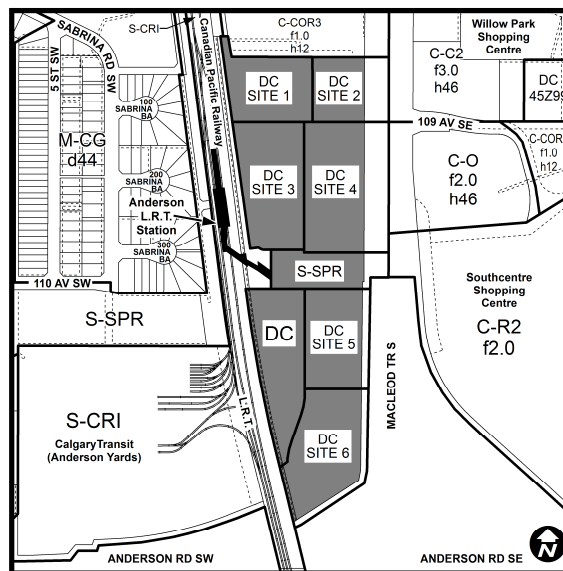 S-CRI
C-COR3
f1.0
h12
Willow Park
Shopping
Centre
SABRINA RD SW
5 ST SW
Canadian Pacific Railway
C-C2
f3.0
h46
DC
45Z99
DC
SITE 1
DC
SITE 2
100
SABRINA
BA
109 AV SE
M-CG
d44
C-COR
f1.0
h12
DC
SITE 3
DC
SITE 4
C-O
f2.0
h46
200
SABRINA
BA
Anderson
L.R.T.
Station
300
SABRINA
BA
S-SPR
110 AV SW
Southcentre
Shopping
Centre
C-R2
f2.0
S-SPR
DC
DC
SITE 5
MACLEOD TR S
L.R.T.
S-CRI
CalgaryTransit
(Anderson Yards)
DC
SITE 6
N
ANDERSON RD SW
ANDERSON RD SE